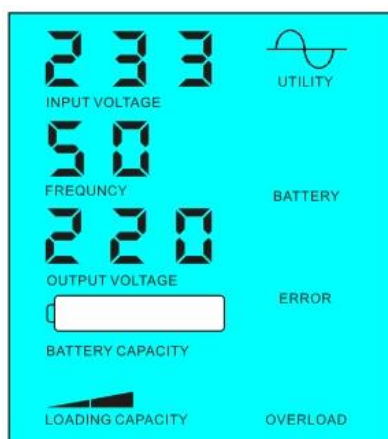 233
INPUT VOLTAGE
UTILITY
50
FREQUNCY
BATTERY
220
OUTPUT VOLTAGE
ERROR
BATTERY CAPACITY
LOADING CAPACITY
OVERLOAD